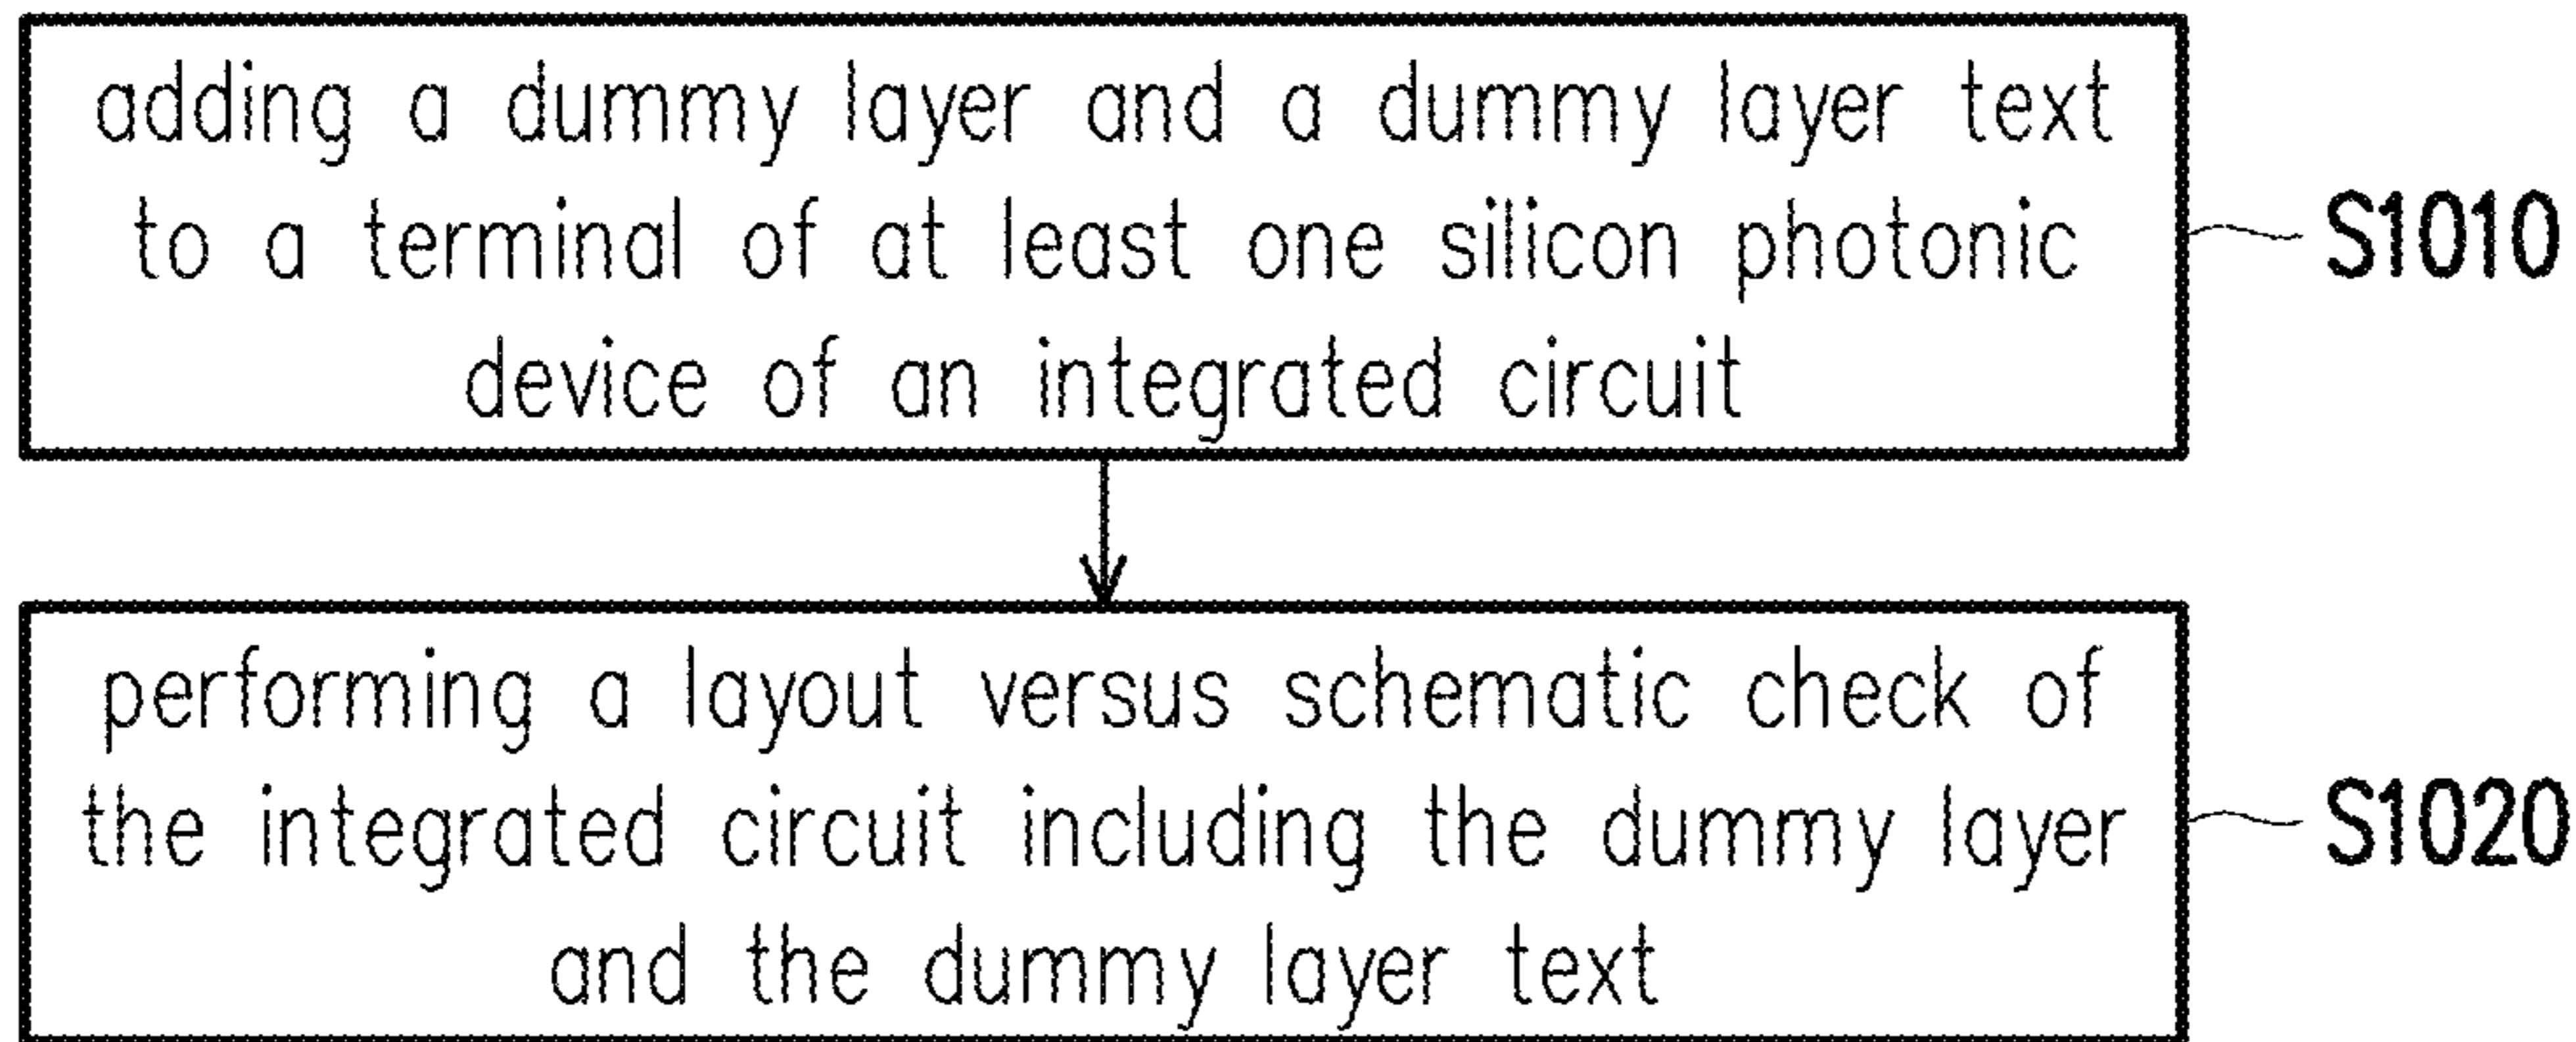 adding a dummy layer and a dummy layer text
to a terminal of at least one silicon photonic
device of an integrated circuit
S1010
performing a layout versus schematic check of
the integrated circuit including the dummy layer
and the dummy layer text
S1020